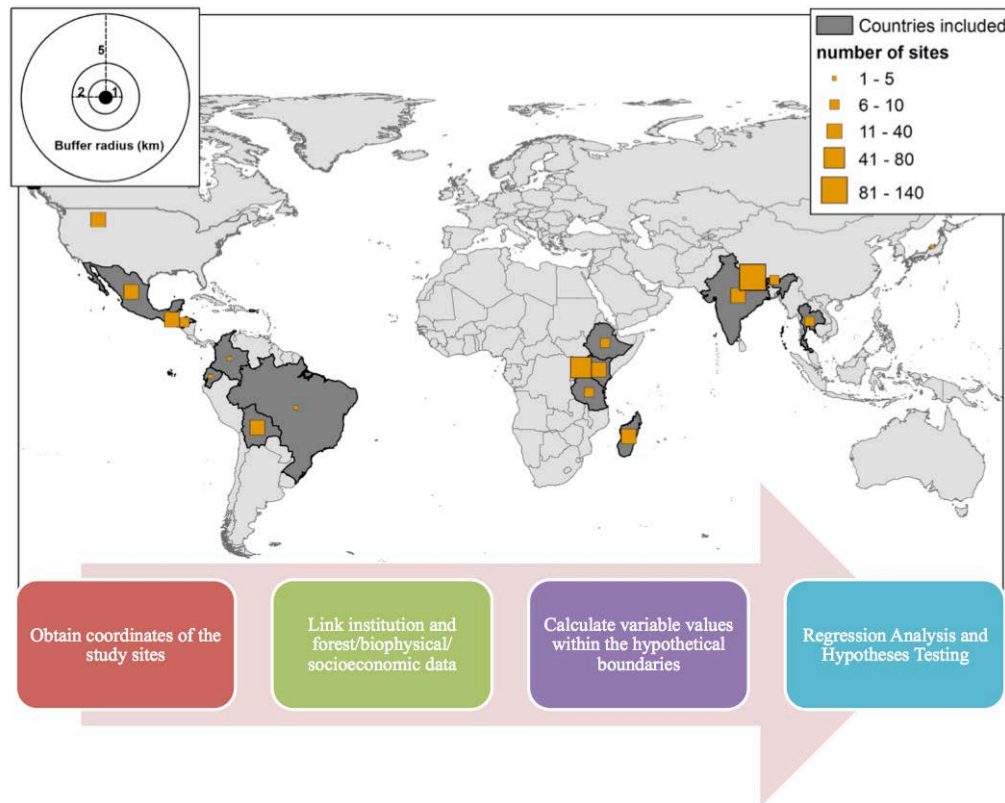 5
2
1
Buffer radius (km)
Countries included
number of sites
1 - 5
6 - 10
11 - 40
41 - 80
81 - 140
Obtain coordinates of the
study sites
Link institution and
forest/biophysical/
socioeconomic data
Calculate variable values
within the hypothetical
boundaries
Regression Analysis and
Hypotheses Testing